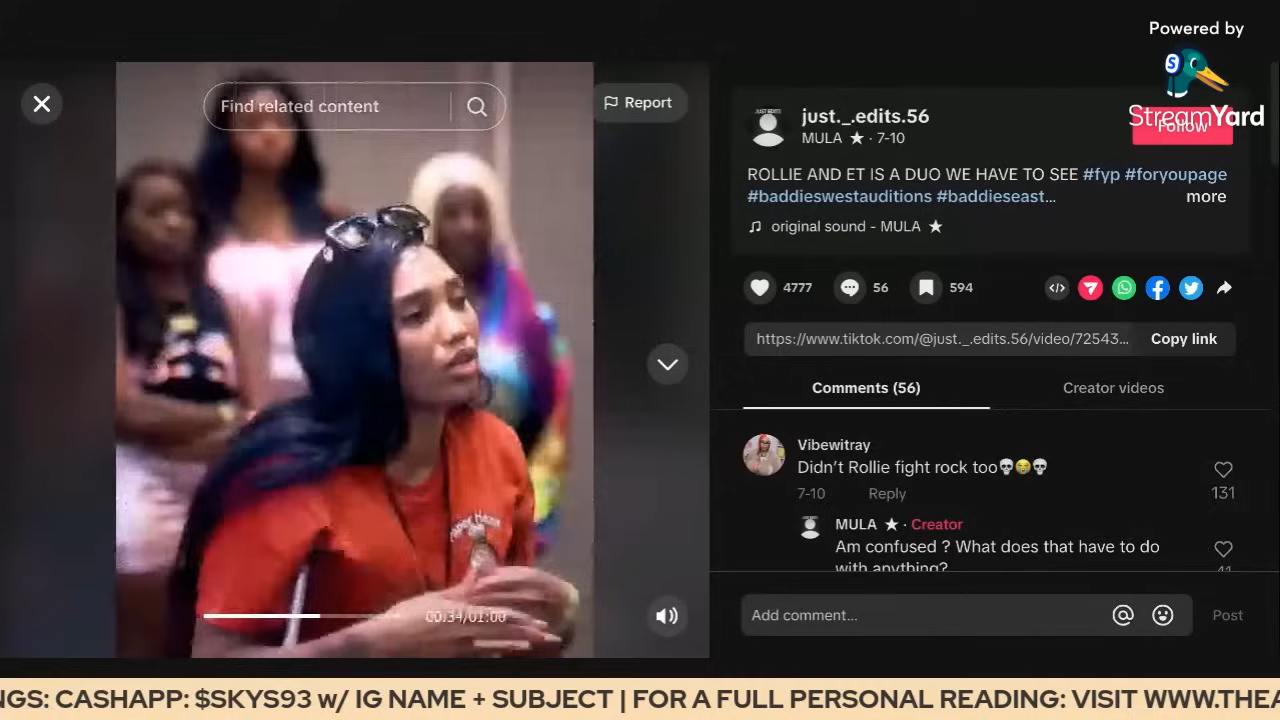 Powered by
StreamYard
Find related content
Report
just._.edits.56
MULA ★ · 7-10
Follow
ROLLIE AND ET IS A DUO WE HAVE TO SEE #fyp #foryoupage
#baddieswestauditions #baddieseast... more
original sound - MULA ★
4777
56
594
https://www.tiktok.com/@just._.edits.56/video/72543... Copy link
Comments (56)
Creator videos
Vibewitray
Didn't Rollie fight rock too💀😭💀
131
7-10 Reply
MULA ★ · Creator
Am confused ? What does that have to do
with anything?
41
00:34/01:00
Add comment...
Post
NGS: CASHAPP: $SKYS93 w/ IG NAME + SUBJECT | FOR A FULL PERSONAL READING: VISIT WWW.THEA